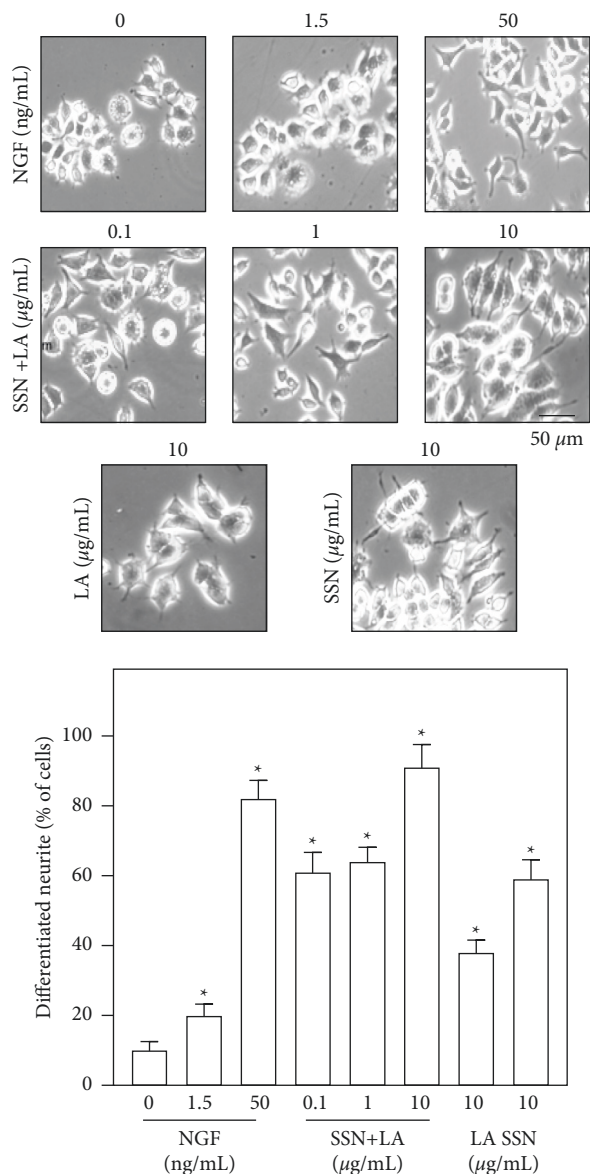 0 1.5 50
NGF (ng/mL)
0.1 1 10
SSN +LA (μg/mL)
m
50 μm
10 10
LA (μg/mL)
SSN (μg/mL)
Differentiated neurite (% of cells)
100
80
60
40
20
0
* * * * * * *
0 1.5 50 0.1 1 10 10 10
NGF SSN+LA LA SSN
(ng/mL) (μg/mL) (μg/mL)